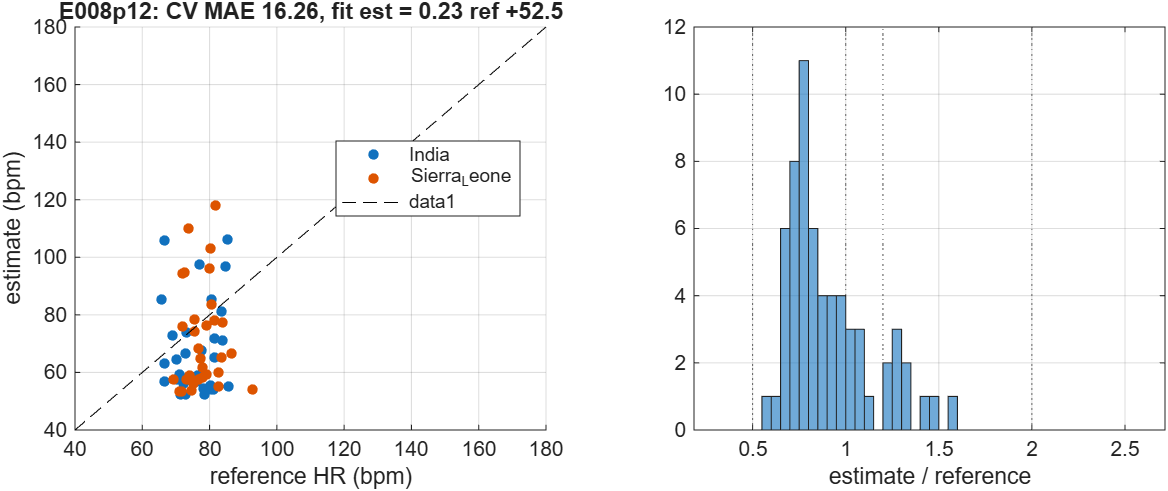 E008p12: CV MAE 16.26, fit est = 0.23 ref +52.5
180
160
140
120
100
80
60
40
40 60 80 100 120 140 160 180
estimate (bpm)
reference HR (bpm)
India
Sierra_Leone
data1
12
10
8
6
4
2
0
0.5 1 1.5 2 2.5
estimate / reference